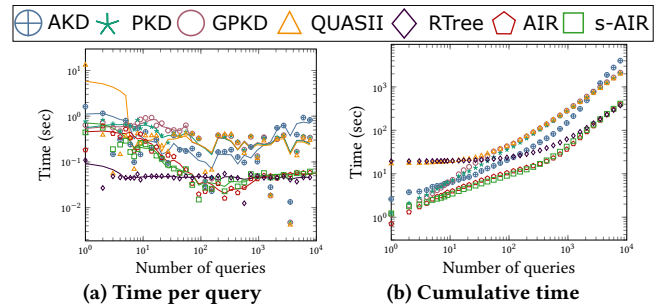 AKD PKD GPKD QUASII RTree AIR s-AIR
Time (sec)
10¹
10⁰
10⁻¹
10⁻²
10⁰ 10¹ 10² 10³ 10⁴
Number of queries
(a) Time per query
Time (sec)
10⁴
10³
10²
10¹
10⁰
10⁰ 10¹ 10² 10³ 10⁴
Number of queries
(b) Cumulative time